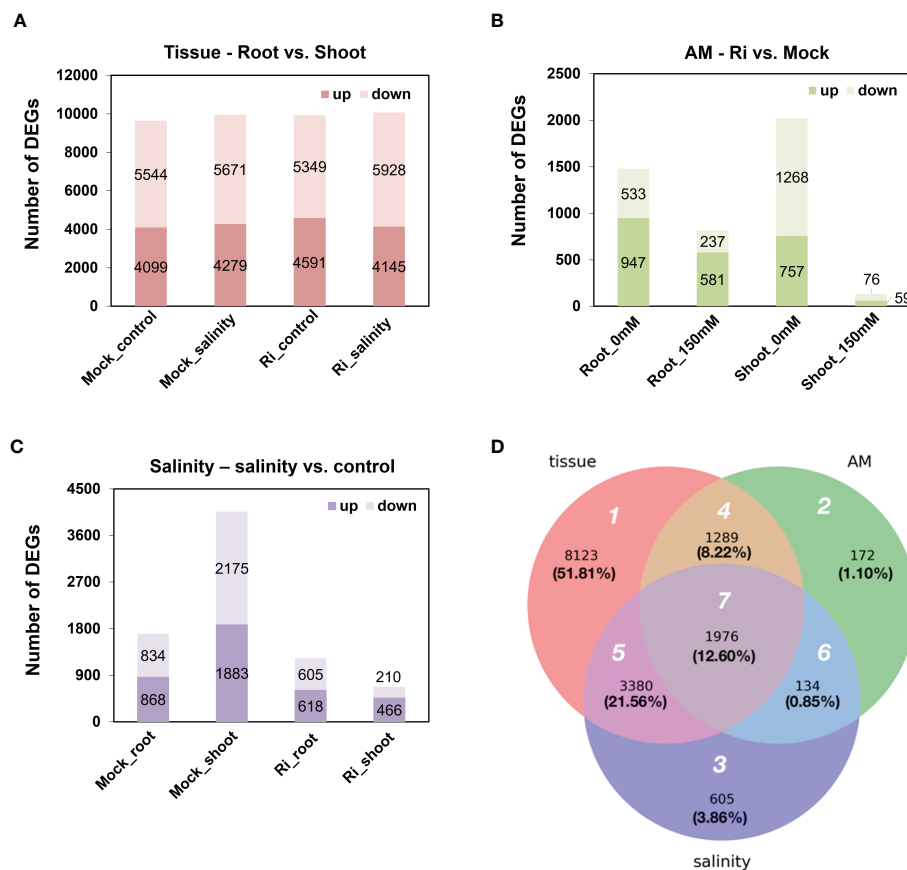 A
Tissue - Root vs. Shoot
Number of DEGs
12000
10000
8000
6000
4000
2000
0
up down
5544 5671 5349 5928
4099 4279 4591 4145
Mock_control Mock_salinity Ri_control Ri_salinity
B
AM - Ri vs. Mock
Number of DEGs
2500
2000
1500
1000
500
0
up down
533 237 1268 76
947 581 757 59
Root_0mM Root_150mM Shoot_0mM Shoot_150mM
C
Salinity – salinity vs. control
Number of DEGs
4500
3600
2700
1800
900
0
up down
834 2175 605 210
868 1883 618 466
Mock_root Mock_shoot Ri_root Ri_shoot
D
tissue AM
1 4 2
8123
(51.81%)
1289
(8.22%)
172
(1.10%)
7
1976
(12.60%)
5 6
3380
(21.56%)
134
(0.85%)
3
605
(3.86%)
salinity